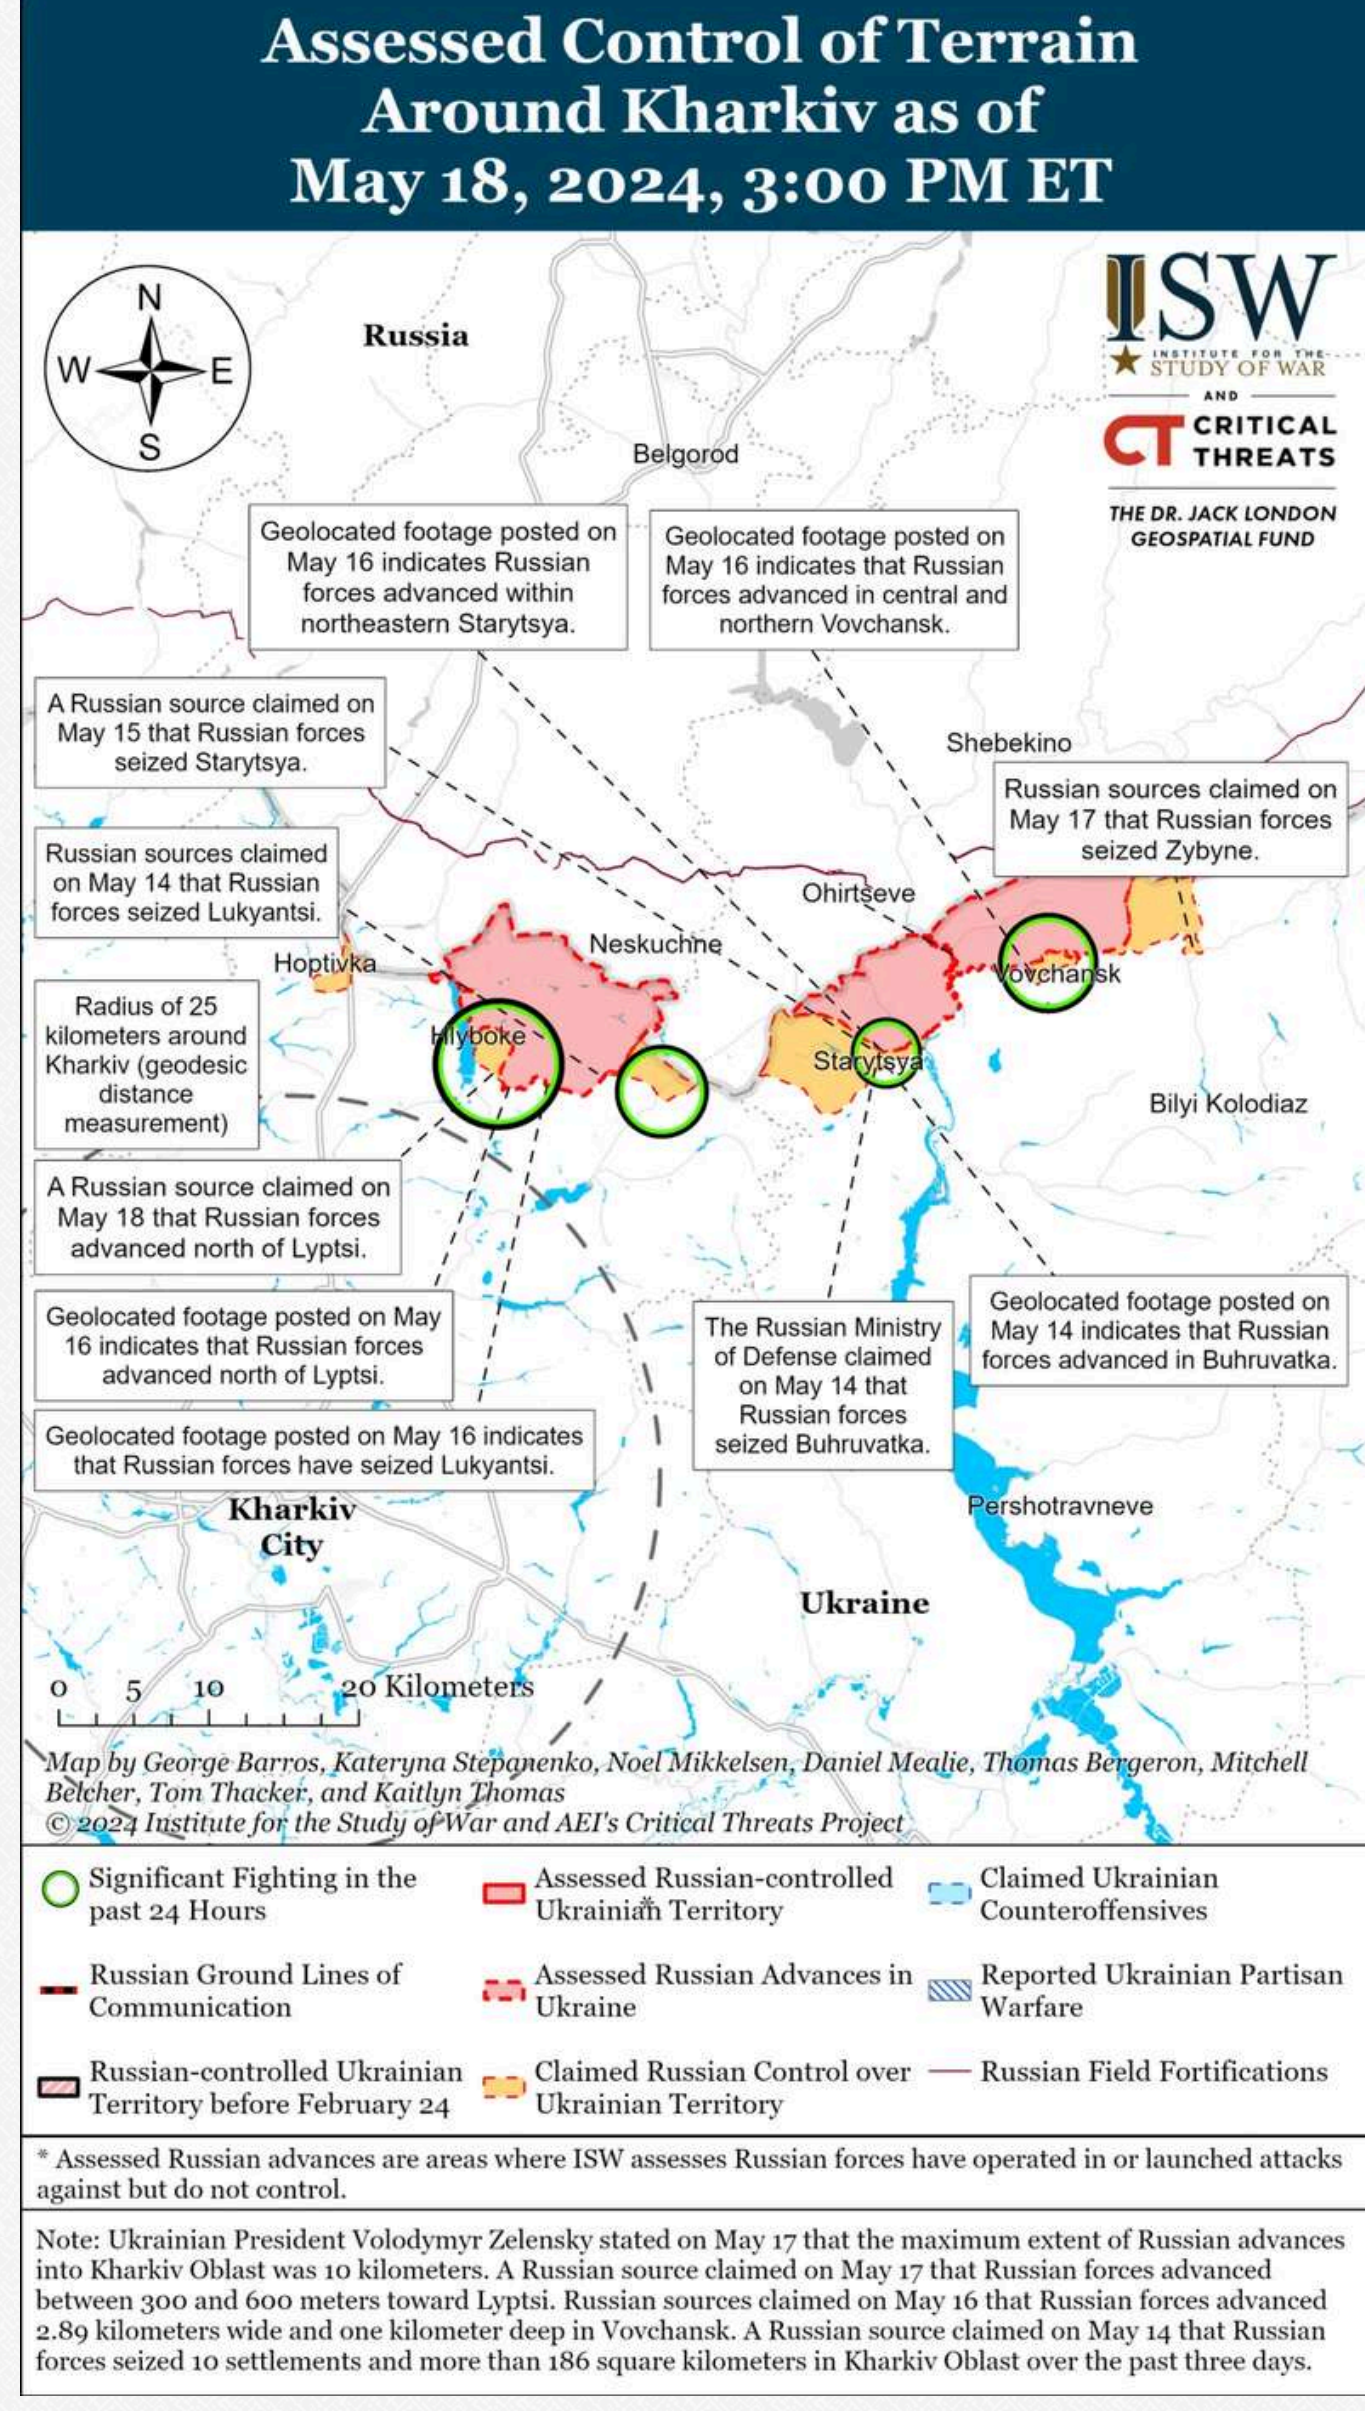 Assessed Control of Terrain
Around Kharkiv as of
May 18, 2024, 3:00 PM ET
N
W
E
S
Russia
ISW
INSTITUTE FOR THE
STUDY OF WAR
AND
CT CRITICAL
THREATS
THE DR. JACK LONDON
GEOSPATIAL FUND
Belgorod
Geolocated footage posted on
May 16 indicates Russian
forces advanced within
northeastern Starytsya.
Geolocated footage posted on
May 16 indicates that Russian
forces advanced in central and
northern Vovchansk.
A Russian source claimed on
May 15 that Russian forces
seized Starytsya.
Shebekino
Russian sources claimed on
May 17 that Russian forces
seized Zybyne.
Russian sources claimed
on May 14 that Russian
forces seized Lukyantsi.
Ohirtseve
Neskuchne
Hoptivka
Vovchansk
Radius of 25
kilometers around
Kharkiv (geodesic
distance
measurement)
Hlyboke
Starytsya
Bilyi Kolodiaz
A Russian source claimed on
May 18 that Russian forces
advanced north of Lyptsi.
Geolocated footage posted on May
16 indicates that Russian forces
advanced north of Lyptsi.
The Russian Ministry
of Defense claimed
on May 14 that
Russian forces
seized Buhruvatka.
Geolocated footage posted on
May 14 indicates that Russian
forces advanced in Buhruvatka.
Geolocated footage posted on May 16 indicates
that Russian forces have seized Lukyantsi.
Kharkiv
City
Pershotravneve
Ukraine
0 5 10 20 Kilometers
Map by George Barros, Kateryna Stepanenko, Noel Mikkelsen, Daniel Mealie, Thomas Bergeron, Mitchell
Belcher, Tom Thacker, and Kaitlyn Thomas
© 2024 Institute for the Study of War and AEI's Critical Threats Project
Significant Fighting in the
past 24 Hours
Assessed Russian-controlled
Ukrainian Territory
*
Claimed Ukrainian
Counteroffensives
Russian Ground Lines of
Communication
Assessed Russian Advances in
Ukraine
Reported Ukrainian Partisan
Warfare
Russian-controlled Ukrainian
Territory before February 24
Claimed Russian Control over
Ukrainian Territory
Russian Field Fortifications
* Assessed Russian advances are areas where ISW assesses Russian forces have operated in or launched attacks
against but do not control.
Note: Ukrainian President Volodymyr Zelensky stated on May 17 that the maximum extent of Russian advances
into Kharkiv Oblast was 10 kilometers. A Russian source claimed on May 17 that Russian forces advanced
between 300 and 600 meters toward Lyptsi. Russian sources claimed on May 16 that Russian forces advanced
2.89 kilometers wide and one kilometer deep in Vovchansk. A Russian source claimed on May 14 that Russian
forces seized 10 settlements and more than 186 square kilometers in Kharkiv Oblast over the past three days.